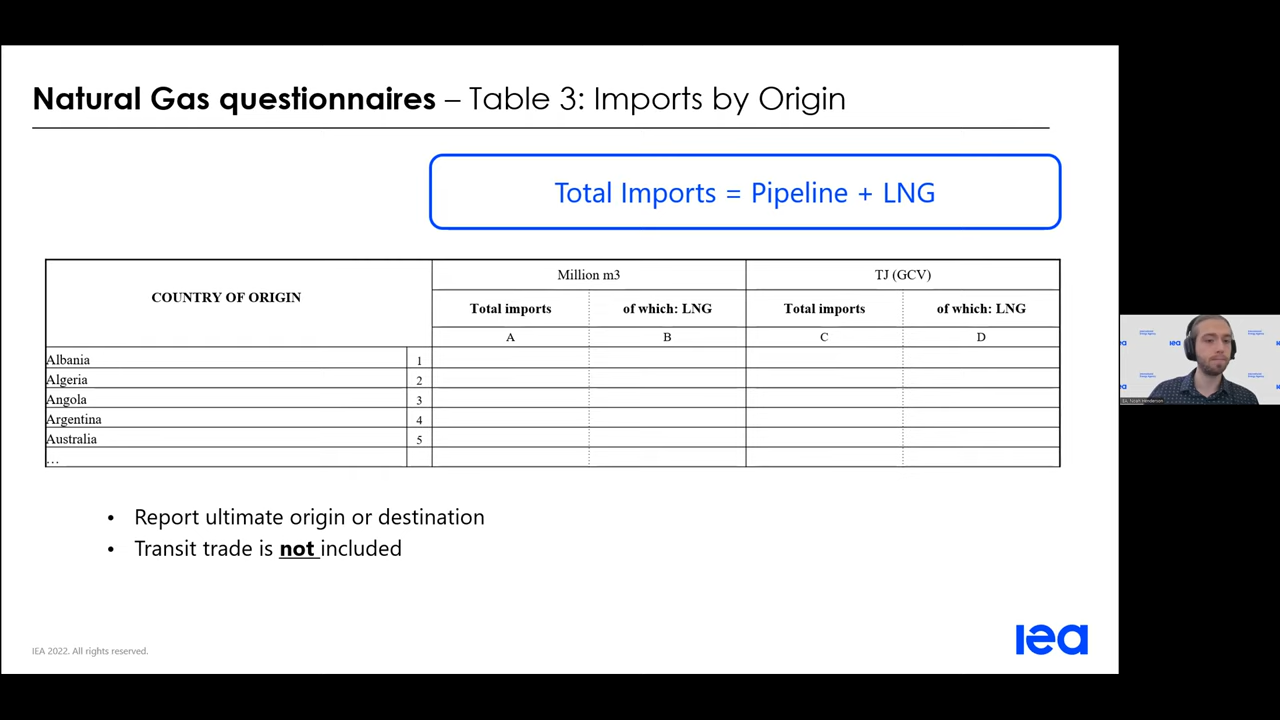 Natural Gas questionnaires – Table 3: Imports by Origin
Total Imports = Pipeline + LNG
COUNTRY OF ORIGIN
Million m3
TJ (GCV)
Total imports
of which: LNG
Total imports
of which: LNG
A
B
C
D
Albania 1
Algeria 2
Angola 3
Argentina 4
Australia 5
…
• Report ultimate origin or destination
• Transit trade is not included
IEA 2022. All rights reserved.
iea
iea